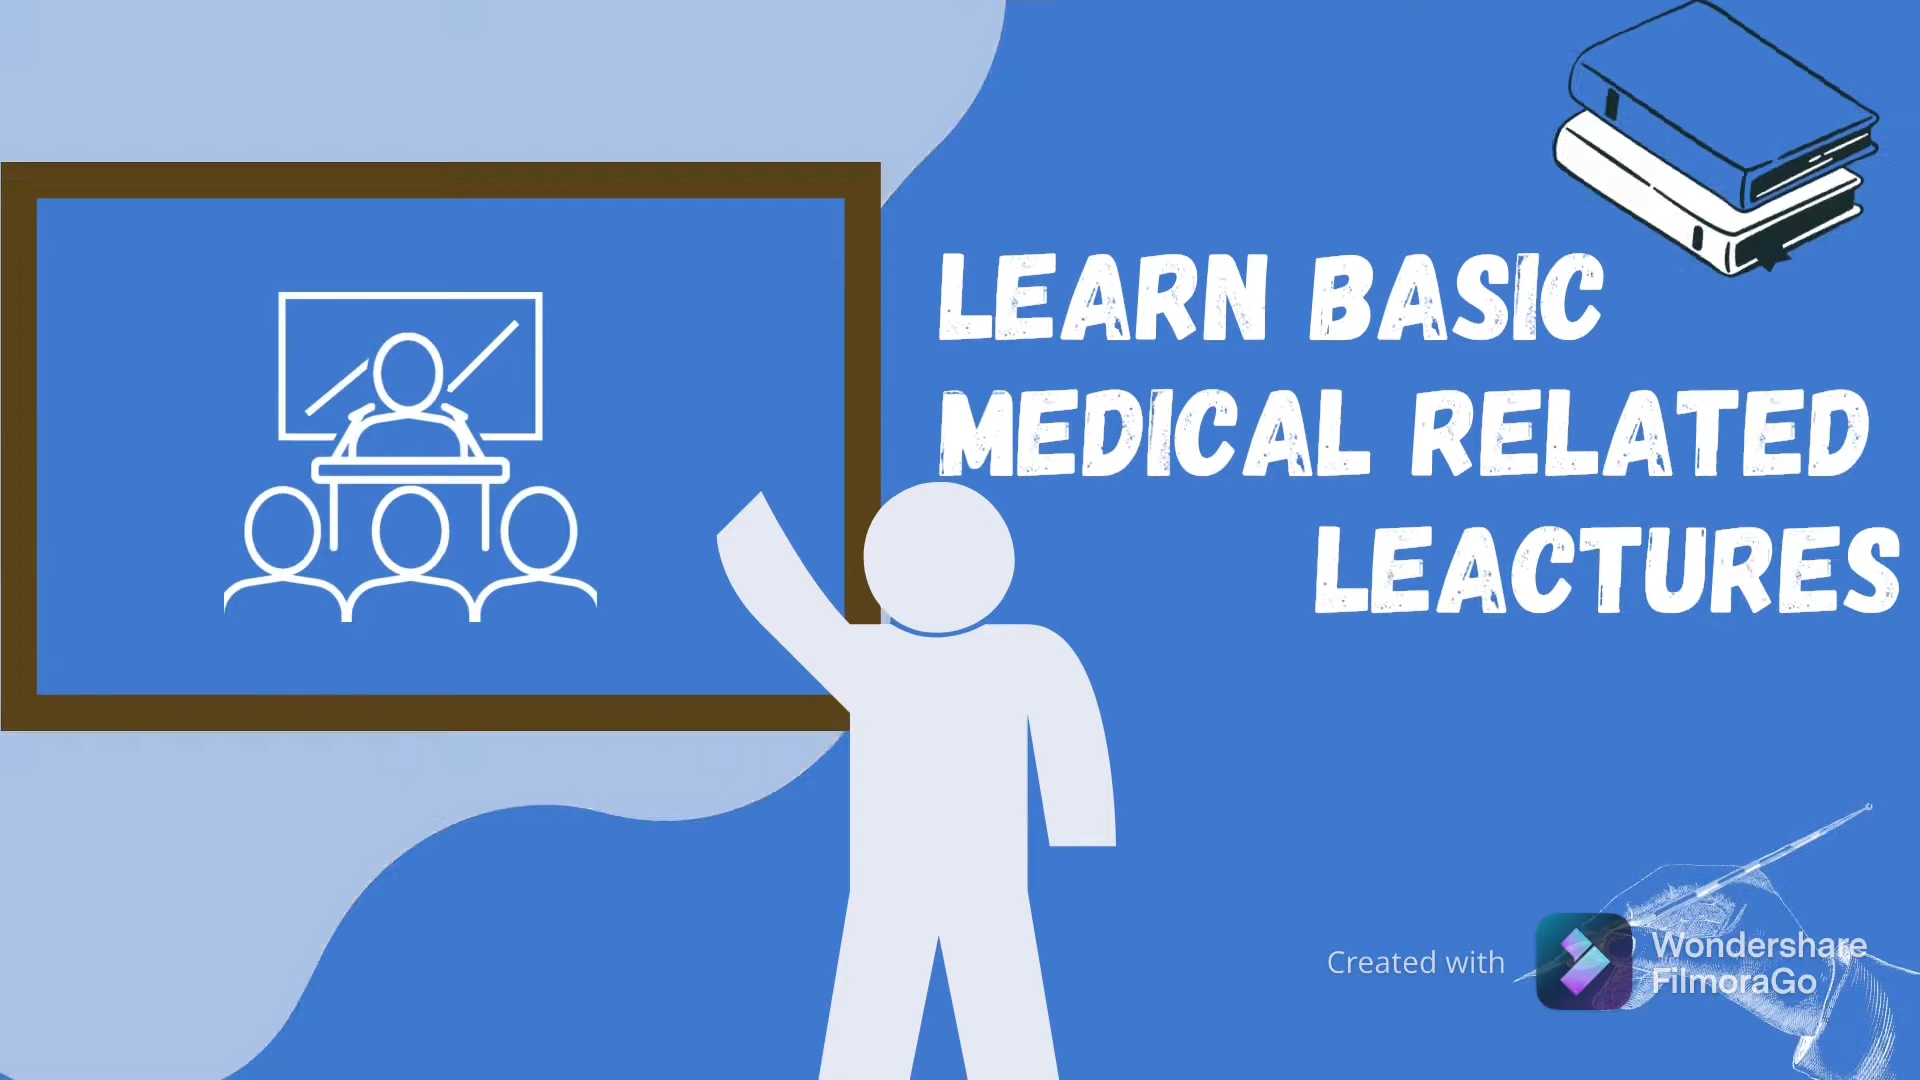 LEARN BASIC
MEDICAL RELATED
LEACTURES
Created with
Wondershare
FilmoraGo